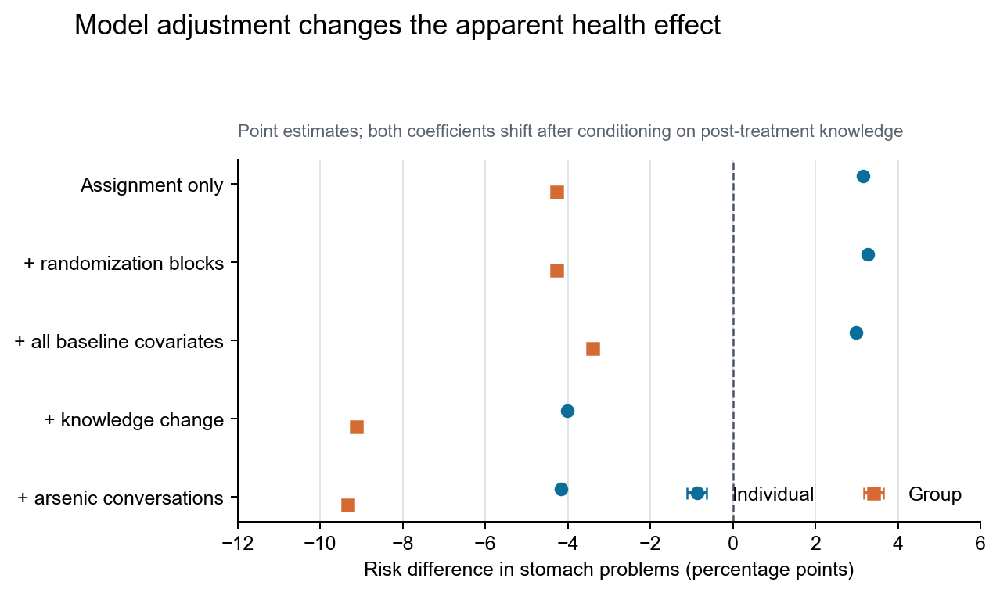 Model adjustment changes the apparent health effect
Point estimates; both coefficients shift after conditioning on post-treatment knowledge
Assignment only
+ randomization blocks
+ all baseline covariates
+ knowledge change
+ arsenic conversations
Individual
Group
−12 −10 −8 −6 −4 −2 0 2 4 6
Risk difference in stomach problems (percentage points)